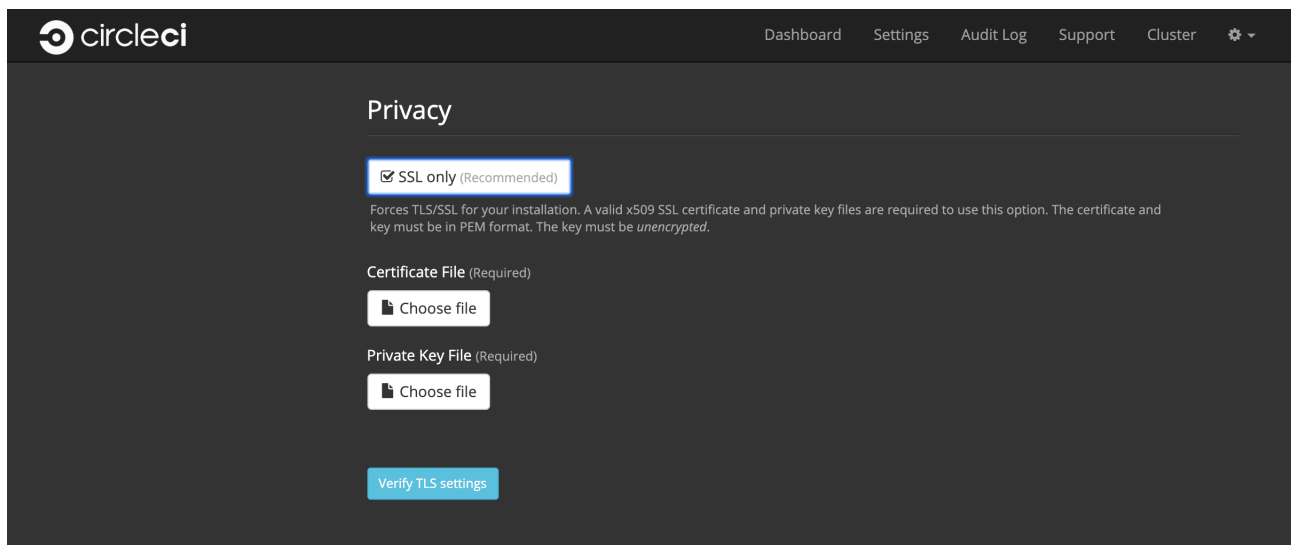 circleci
Dashboard Settings Audit Log Support Cluster
Privacy
SSL only (Recommended)
Forces TLS/SSL for your installation. A valid x509 SSL certificate and private key files are required to use this option. The certificate and
key must be in PEM format. The key must be unencrypted.
Certificate File (Required)
Choose file
Private Key File (Required)
Choose file
Verify TLS settings